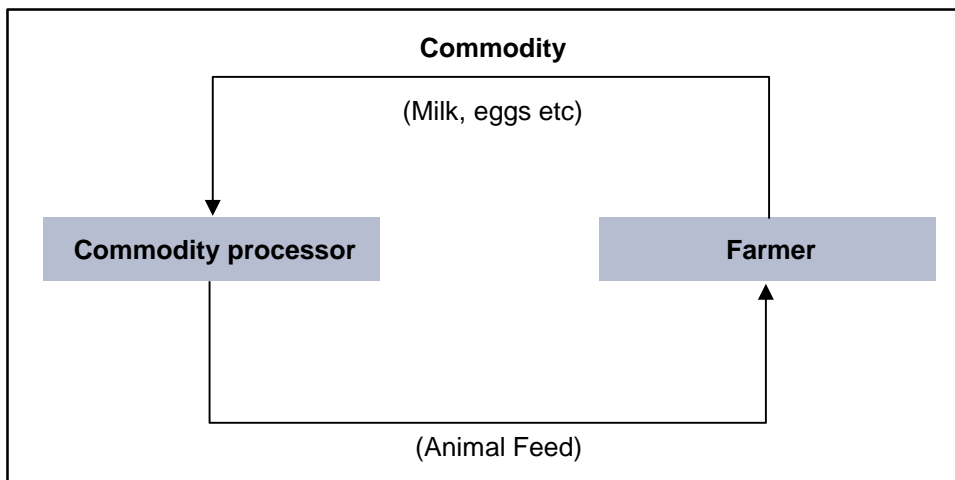 Commodity
(Milk, eggs etc)
Commodity processor
Farmer
(Animal Feed)